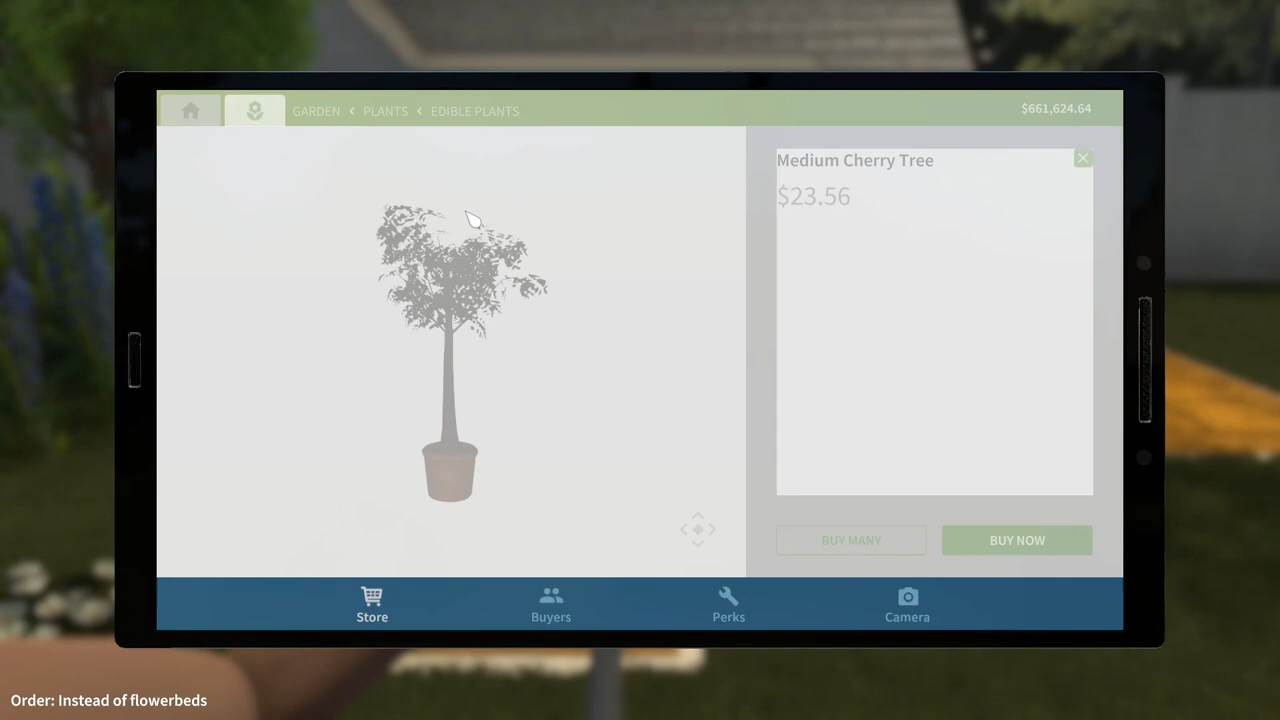 GARDEN < PLANTS < EDIBLE PLANTS
$661,624.64
Medium Cherry Tree
$23.56
BUY MANY
BUY NOW
Store
Buyers
Perks
Camera
Order: Instead of flowerbeds